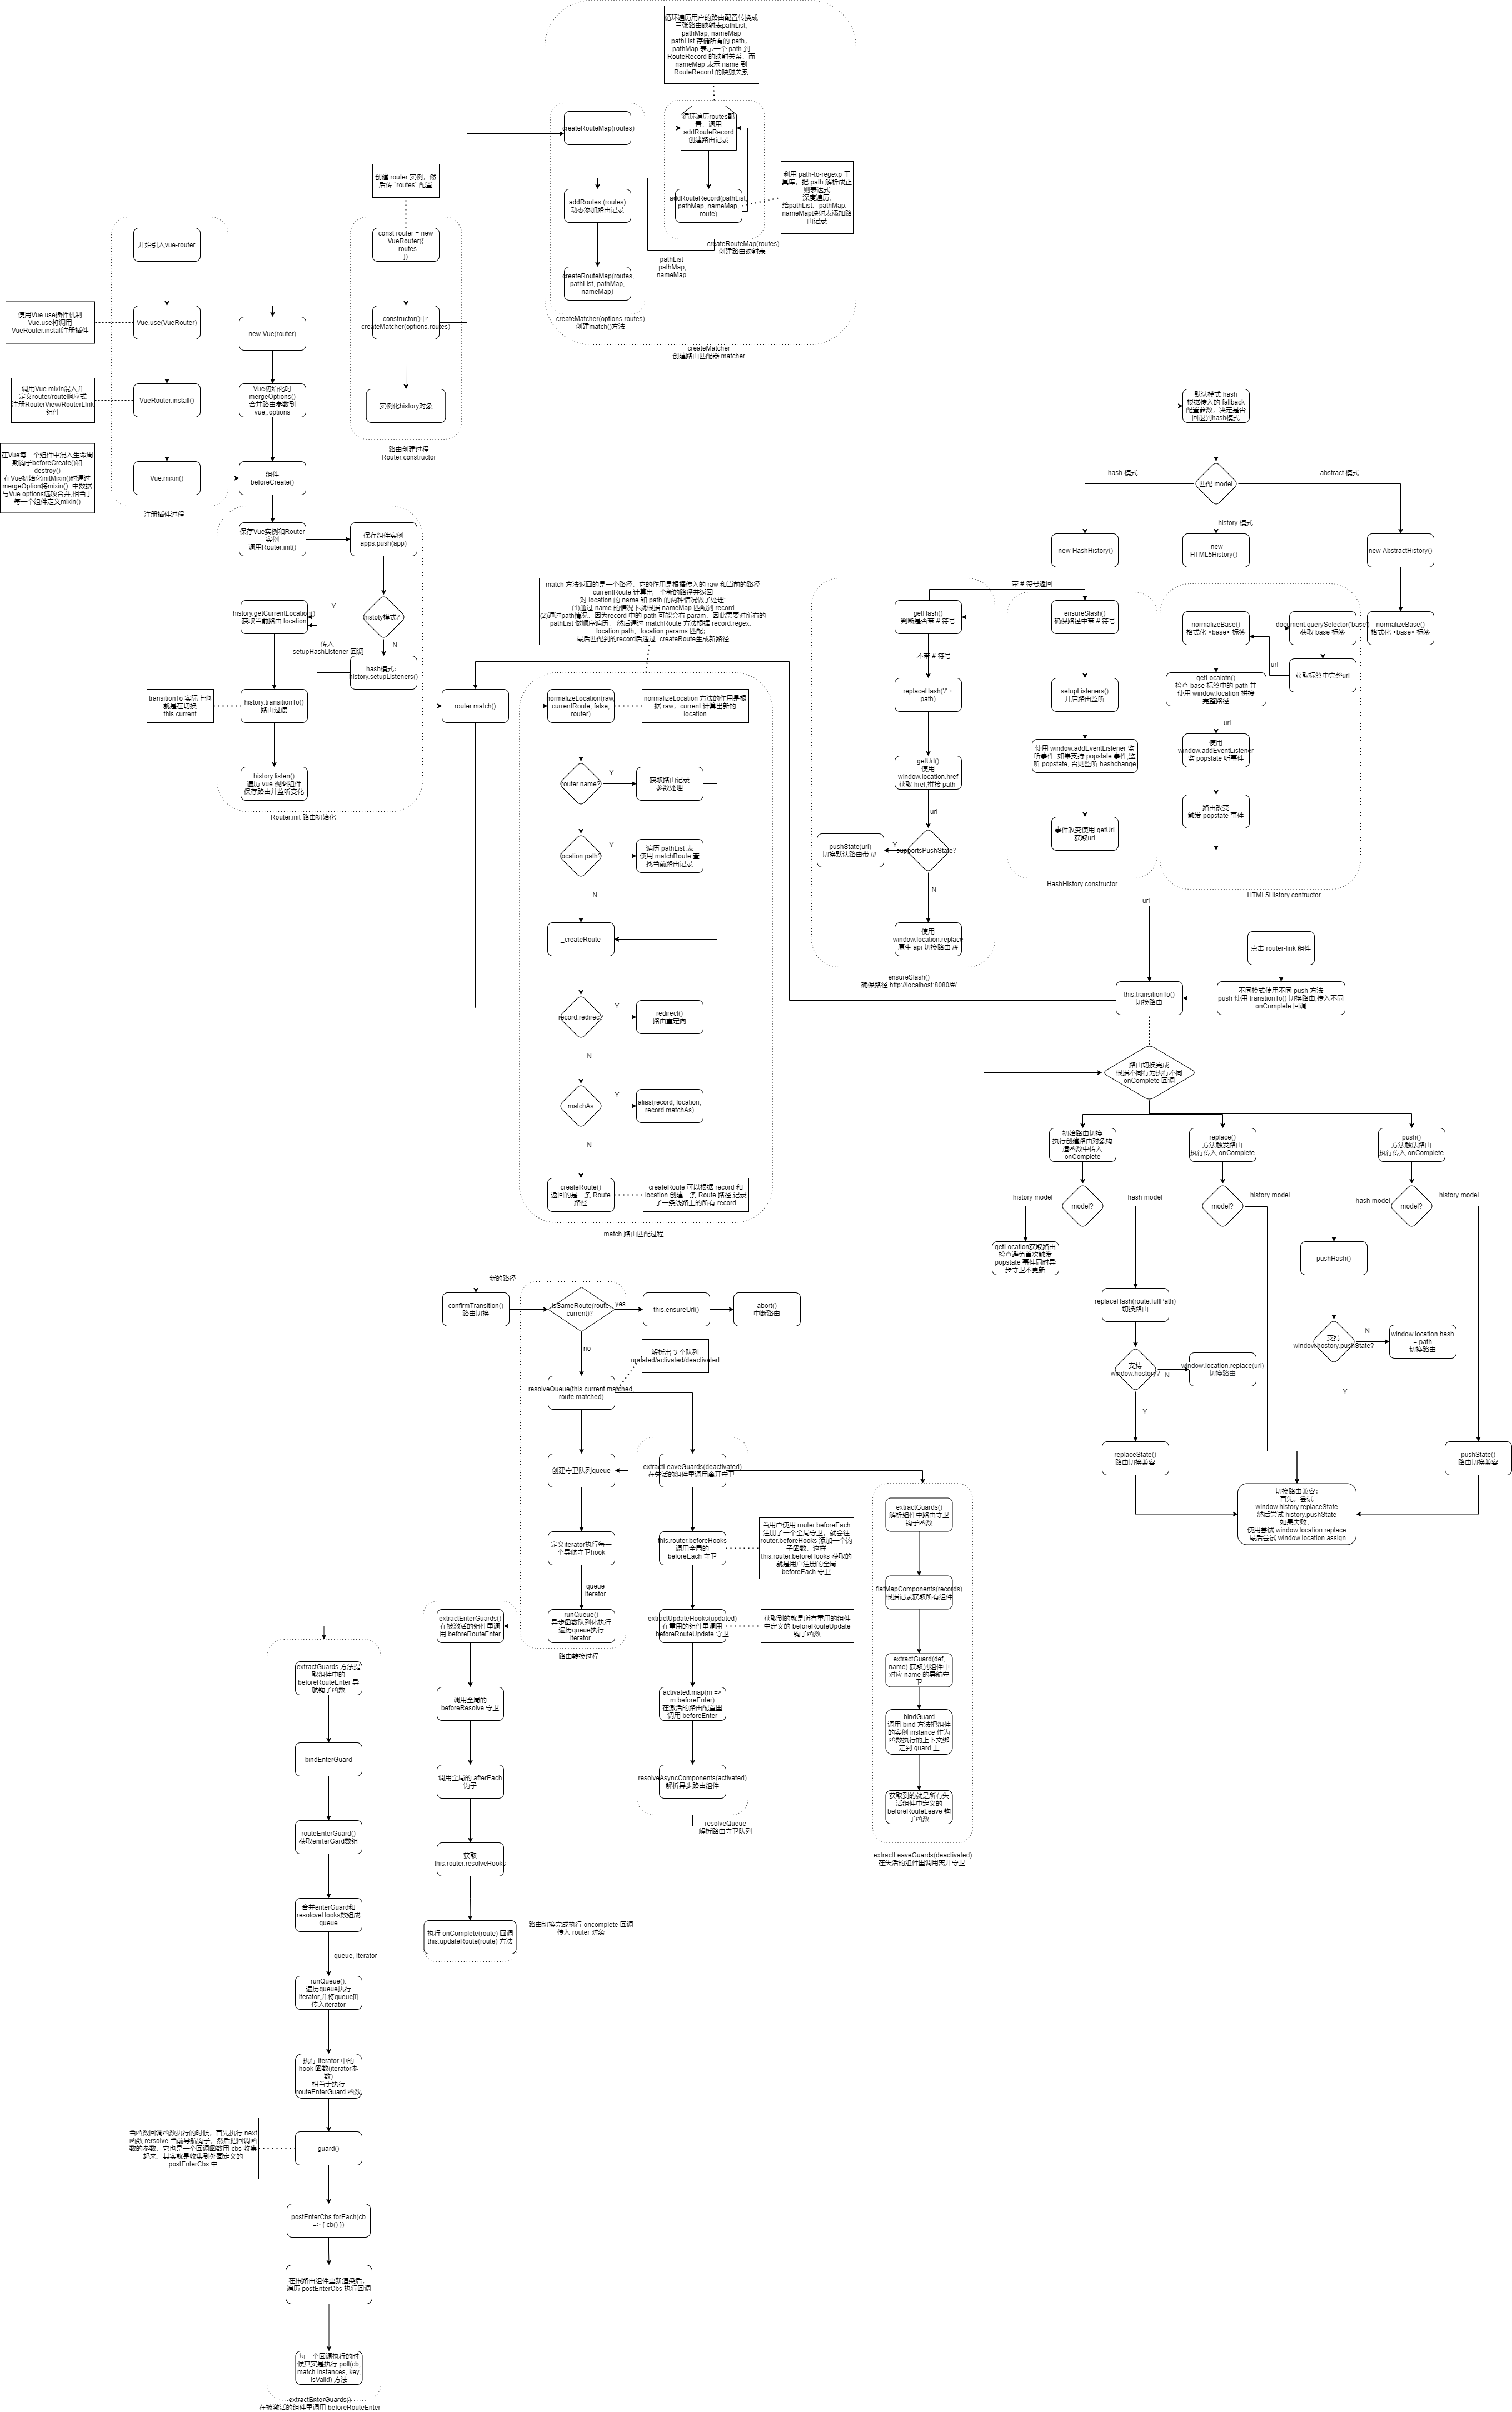 循环遍历用户的路由配置转换成
三张路由映射表pathList,
pathMap, nameMap
pathList 存储所有的 path,
pathMap 表示一个 path 到
RouteRecord 的映射关系，而
nameMap 表示 name 到
RouteRecord 的映射关系
createRouteMap(routes)
循环遍历routes配
置，调用
addRouteRecord
创建路由记录
addRoutes (routes)
动态添加路由记录
addRouteRecord(pathList,
pathMap, nameMap,
route)
利用 path-to-regexp 工
具库，把 path 解析成正
则表达式
深度遍历,
给pathList、pathMap、
nameMap映射表添加路
由记录
createRouteMap(routes)
创建路由映射表
pathList
pathMap,
nameMap
createRouteMap(routes,
pathList, pathMap,
nameMap)
createMatcher(options.routes)
创建match()方法
createMatcher
创建路由匹配器 matcher
创建 router 实例，然
后传 `routes` 配置
const router = new
VueRouter({
routes
})
constructor()中:
createMatcher(options.routes)
实例化history对象
路由创建过程
Router.constructor
开始引入vue-router
Vue.use(VueRouter)
使用Vue.use插件机制
Vue.use将调用
VueRouter.install注册插件
VueRouter.install()
调用Vue.mixin混入并
定义router/route响应式
注册RouterView/RouterLInk
组件
Vue.mixin()
在Vue每一个组件中混入生命周
期钩子beforeCreate()和
destroy()
在Vue初始化initMixin()时通过
mergeOption将mixin() 中数据
与Vue.options选项合并,相当于
每一个组件定义mixin()
注册插件过程
new Vue(router)
Vue初始化时
mergeOptions()
合并路由参数到
vue, options
组件
beforeCreate()
保存Vue实例和Router
实例
调用Router.init()
保存组件实例
apps.push(app)
histoty模式?
Y
N
history.getCurrentLocation()
获取当前路由 location
传入
setupHashListener 回调
hash模式：
history.setupListeners()
history.transitionTo()
路由过渡
transitionTo 实际上也
就是在切换
this.current
history.listen()
遍历 vue 视图组件
保存路由并监听变化
Router.init 路由初始化
默认模式 hash
根据传入的 fallback
配置参数，决定是否
回退到hash模式
匹配 model
hash 模式
abstract 模式
history 模式
new HashHistory()
new
HTML5History()
new AbstractHistory()
带 # 符号返回
getHash()
判断是否带 # 符号
ensureSlash()
确保路径中带 # 符号
不带 # 符号
replaceHash('/' +
path)
getUrl()
使用
window.location.href
获取 href,拼接 path
url
supportsPushState?
Y
pushState(url)
切换默认路由带 /#
N
使用
window.location.replace
原生 api 切换路由 /#
ensureSlash()
确保路径 http://localhost:8080/#/
setupListeners()
开启路由监听
使用 window.addEventListener 监
听事件: 如果支持 popstate 事件,监
听 popstate, 否则监听 hashchange
事件改变使用 getUrl
获取url
HashHistory.constructor
normalizeBase()
格式化 <base> 标签
document.querySelector('base')
获取 base 标签
url
获取标签中完整url
getLocaiotn()
检查 base 标签中的 path 并
使用 window.location 拼接
完整路径
url
使用
window.addEventListener
监 popstate 听事件
路由改变
触发 popstate 事件
HTML5History.contructor
normalizeBase()
格式化 <base> 标签
url
点击 router-link 组件
this.transitionTo()
切换路由
不同模式使用不同 push 方法
push 使用 transtionTo() 切换路由,传入不同
onComplete 回调
路由切换完成
根据不同行为执行不同
onComplete 回调
初始路由切换
执行创建路由对象构
造函数中传入
onComplete
replace()
方法触发路由
执行传入 onComplete
push()
方法触法路由
执行传入 onComplete
history model
model?
hash model
model?
history model
hash model
model?
history model
getLocation获取路由
检查避免首次触发
popstate 事件同时异
步守卫不更新
pushHash()
replaceHash(route.fullPath)
切换路由
支持
window.hostory?
N
window.location.replace(url)
切换路由
Y
replaceState()
路由切换兼容
支持
window.hostory.pushState?
N
window.location.hash
= path
切换路由
Y
pushState()
路由切换兼容
切换路由兼容：
首先，尝试
window.history.replaceState
然后尝试 history.pushState
如果失败,
使用尝试 window.location.replace
最后尝试 window.location.assign
match 方法返回的是一个路径，它的作用是根据传入的 raw 和当前的路径
currentRoute 计算出一个新的路径并返回
对 location 的 name 和 path 的两种情况做了处理:
(1)通过 name 的情况下就根据 nameMap 匹配到 record
(2)通过path情况，因为record 中的 path 可能会有 param，因此需要对所有的
pathList 做顺序遍历， 然后通过 matchRoute 方法根据 record.regex、
location.path、location.params 匹配；
最后匹配到的record后通过_createRoute生成新路径
router.match()
normalizeLocation(raw,
currentRoute, false,
router)
normalizeLocation 方法的作用是根
据 raw，current 计算出新的
location
router.name?
Y
获取路由记录
参数处理
location.path?
Y
遍历 pathList 表
使用 matchRoute 查
找当前路由记录.
N
_createRoute
record.redirect?
Y
redirect()
路由重定向
N
matchAs
Y
alias(record, location,
record.matchAs)
N
createRoute()
返回的是一条 Route
路径
createRoute 可以根据 record 和
location 创建一条 Route 路径,记录
了一条线路上的所有 record
match 路由匹配过程
新的路径
confirmTransition()
路由切换
isSameRoute(route,
current)?
yes
this.ensureUrl()
abort()
中断路由
no
解析出 3 个队列
updated/activated/deactivated
resolveQueue(this.current.matched,
route.matched)
创建守卫队列queue
定义iterator执行每一
个导航守卫hook
queue
iterator
runQueue()
异步函数队列化执行
遍历queue执行
iterator
路由转换过程
extractLeaveGuards(deactivated)
在失活的组件里调用离开守卫
this.router.beforeHooks
调用全局的
beforeEach 守卫
当用户使用 router.beforeEach
注册了一个全局守卫，就会往
router.beforeHooks 添加一个钩
子函数，这样
this.router.beforeHooks 获取的
就是用户注册的全局
beforeEach 守卫
extractUpdateHooks(updated)
在重用的组件里调用
beforeRouteUpdate 守卫
获取到的就是所有重用的组件
中定义的 beforeRouteUpdate
钩子函数
activated.map(m =>
m.beforeEnter)
在激活的路由配置里
调用 beforeEnter
resolveAsyncComponents(activated)
解析异步路由组件
resolveQueue
解析路由守卫队列
extractGuards()
解析组件中路由守卫
钩子函数
flatMapComponents(records)
根据记录获取所有组件
extractGuard(def,
name) 获取到组件中
对应 name 的导航守
卫
bindGuard
调用 bind 方法把组件
的实例 instance 作为
函数执行的上下文绑
定到 guard 上
获取到的就是所有失
活组件中定义的
beforeRouteLeave 钩
子函数
extractLeaveGuards(deactivated)
在失活的组件里调用离开守卫
extractEnterGuards()
在被激活的组件里调
用 beforeRouteEnter
调用全局的
beforeResolve 守卫
调用全局的 afterEach
钩子
获取
this.router.resolveHooks
执行 onComplete(route) 回调
this.updateRoute(route) 方法
路由切换完成执行 oncomplete 回调
传入 router 对象
extractGuards 方法提
取组件中的
beforeRouteEnter 导
航钩子函数
bindEnterGuard
routeEnterGuard()
获取enrterGard数组
合并enterGuard和
resolcveHooks数组成
queue
queue, iterator
runQueue():
遍历queue执行
iterator,并将queue[i]
传入iterator
执行 iterator 中的
hook 函数(iterator参
数)
相当于执行
routeEnterGuard 函数
当函数回调函数执行的时候，首先执行 next
函数 rersolve 当前导航钩子，然后把回调函
数的参数，它也是一个回调函数用 cbs 收集
起来，其实就是收集到外面定义的
postEnterCbs 中
guard()
postEnterCbs.forEach(cb
=> { cb() })
在根路由组件重新渲染后，
遍历 postEnterCbs 执行回调
每一个回调执行的时
候其实是执行 poll(cb,
match.instances, key,
isValid) 方法
extractEnterGuards()
在被激活的组件里调用 beforeRouteEnter